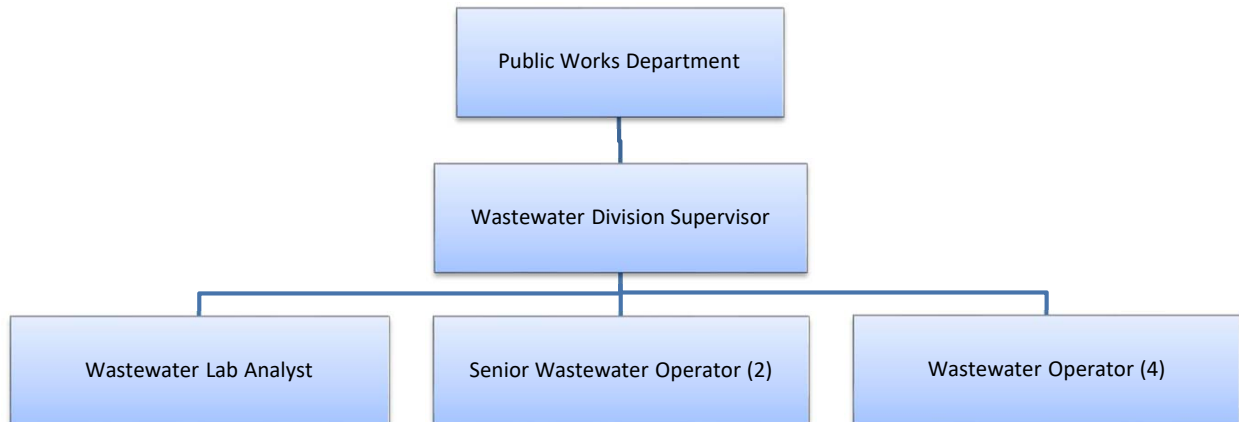 Public Works Department
Wastewater Division Supervisor
Wastewater Lab Analyst
Senior Wastewater Operator (2)
Wastewater Operator (4)